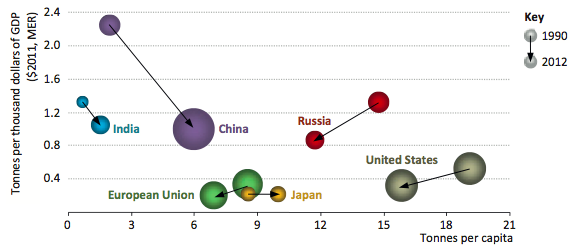 Tonnes per thousand dollars of GDP
($2011, MER)
2.4
2.0
1.6
1.2
0.8
0.4
Key
1990
2012
India
China
Russia
United States
European Union
Japan
0 3 6 9 12 15 18 21
Tonnes per capita